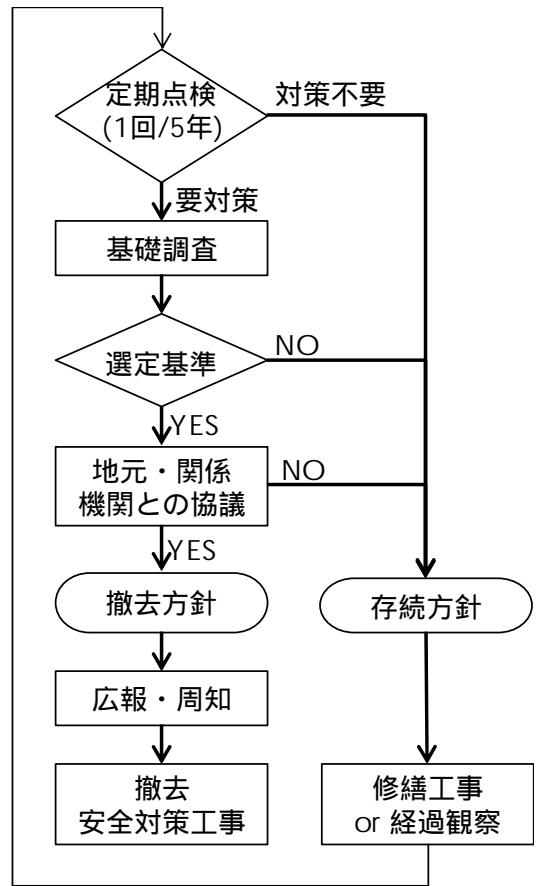 定期点検
(1回/5年)
対策不要
要対策
基礎調査
選定基準
NO
YES
地元・関係
機関との協議
NO
YES
撤去方針
存続方針
広報・周知
撤去
安全対策工事
修繕工事
or 経過観察